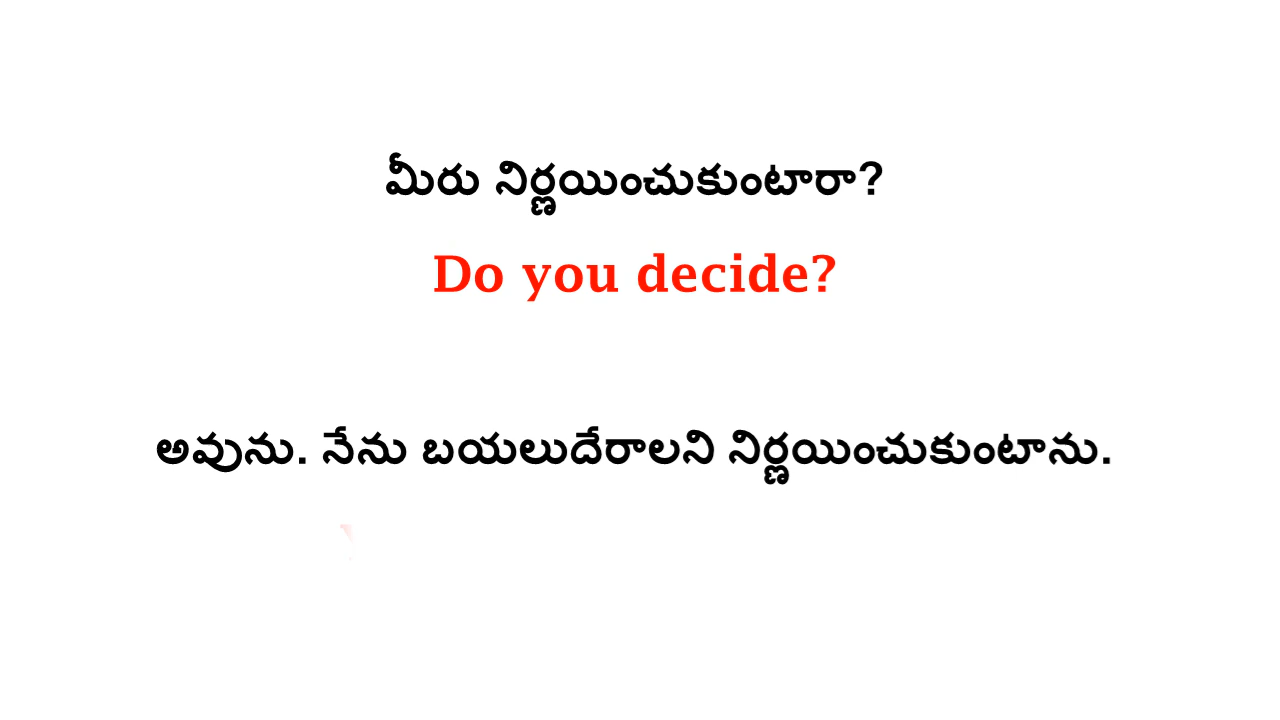 మీరు నిర్ణయించుకుంటారా?
Do you decide?
అవును. నేను బయలుదేరాలని నిర్ణయించుకుంటాను.